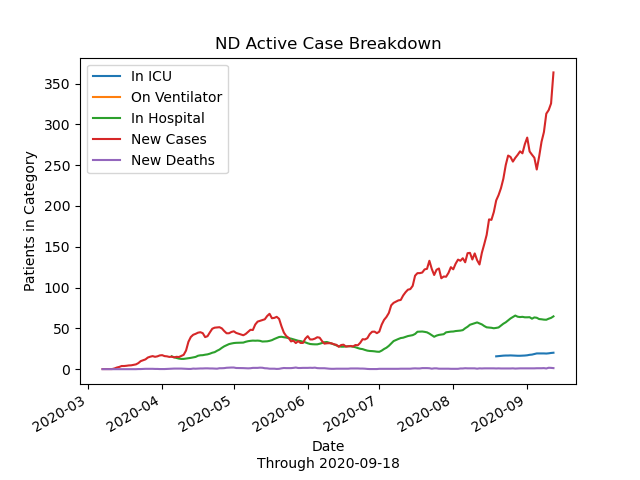 ND Active Case Breakdown
In ICU
On Ventilator
In Hospital
New Cases
New Deaths
Patients in Category
350
300
250
200
150
100
50
0
2020-03
2020-04
2020-05
2020-06
2020-07
2020-08
2020-09
Date
Through 2020-09-18